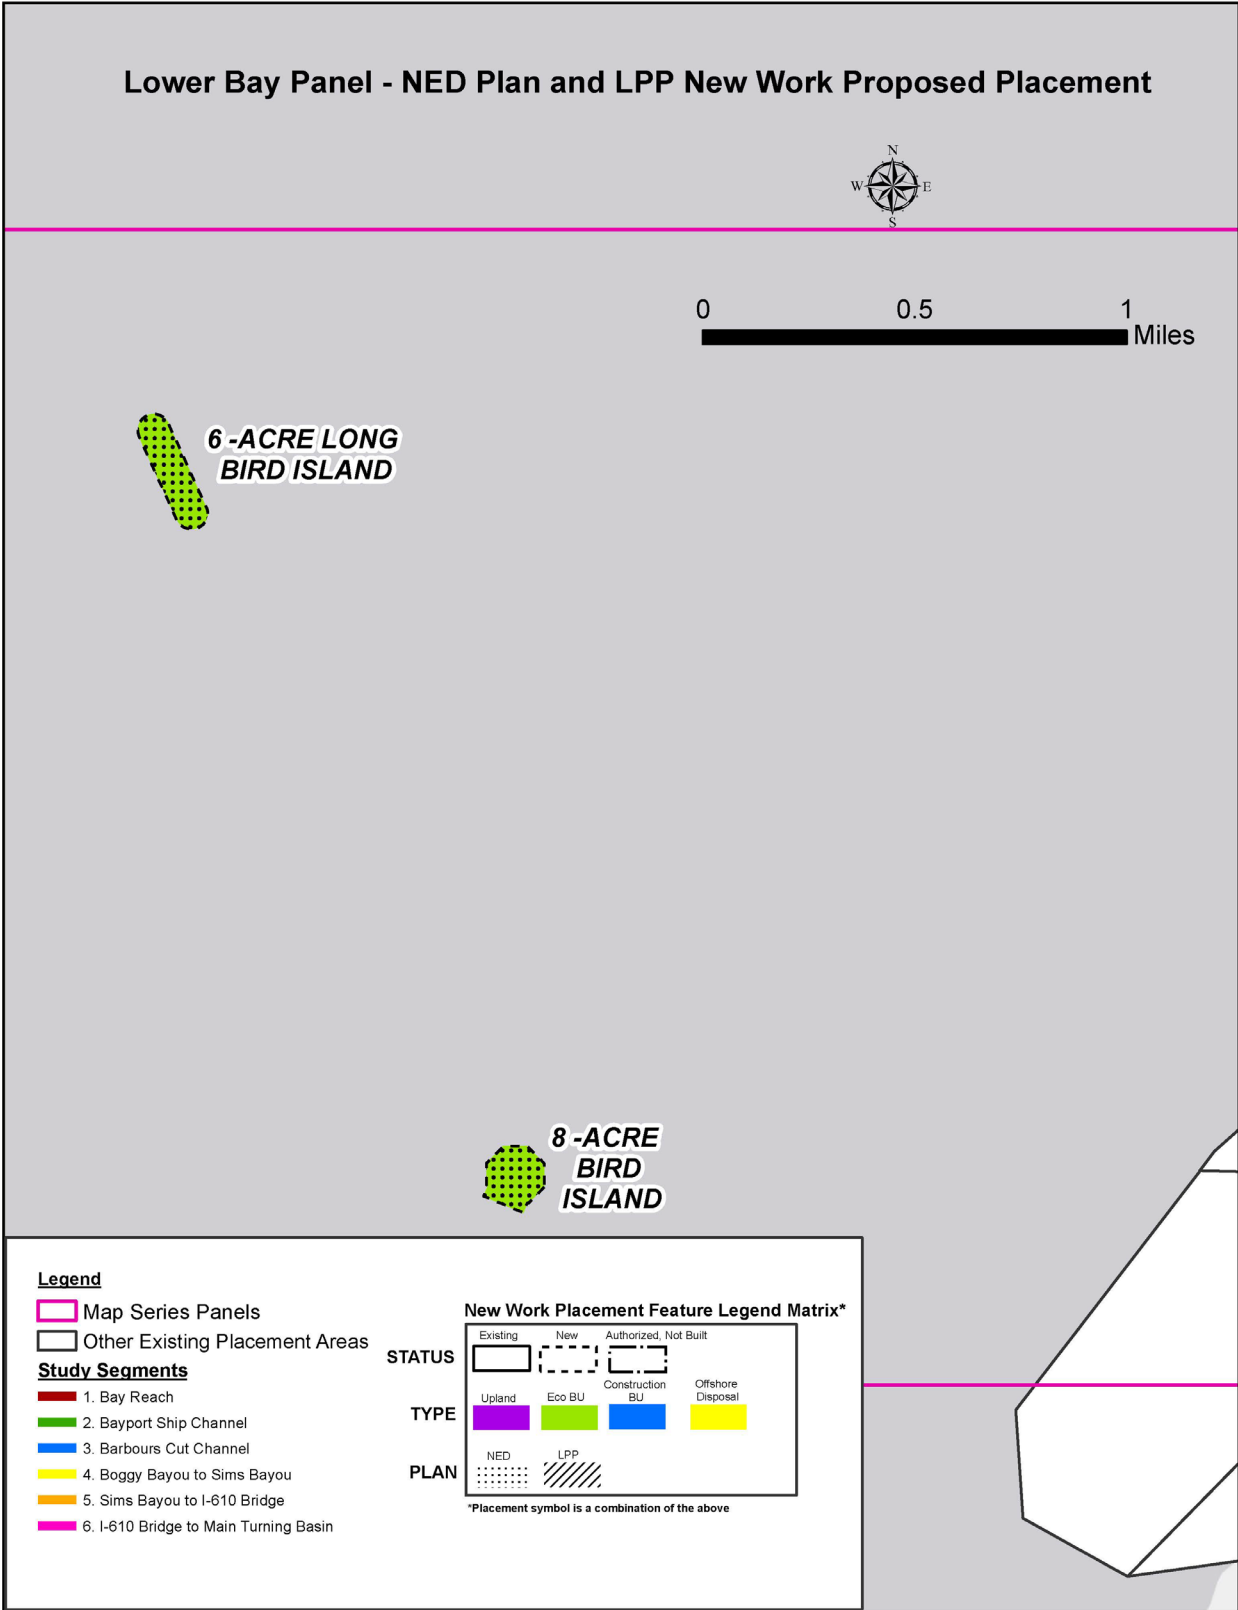 Lower Bay Panel - NED Plan and LPP New Work Proposed Placement
N
W E
S
0 0.5 1
Miles
6 -ACRE LONG
BIRD ISLAND
8 -ACRE
BIRD
ISLAND
Legend
Map Series Panels
Other Existing Placement Areas
Study Segments
1. Bay Reach
2. Bayport Ship Channel
3. Barbours Cut Channel
4. Boggy Bayou to Sims Bayou
5. Sims Bayou to I-610 Bridge
6. I-610 Bridge to Main Turning Basin
New Work Placement Feature Legend Matrix*
Existing New Authorized, Not Built
STATUS
Upland Eco BU Construction BU Offshore Disposal
TYPE
NED LPP
PLAN
*Placement symbol is a combination of the above